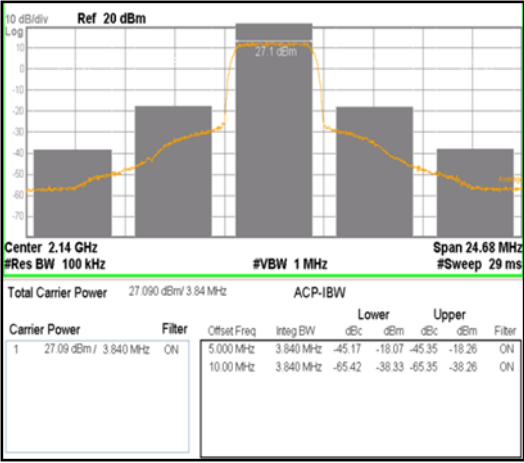 10 dB/div Ref 20 dBm
Log
10
27.1 dBm
0
-10
-20
-30
-40
-50
-60
-70
Center 2.14 GHz Span 24.68 MHz
#Res BW 100 kHz #VBW 1 MHz #Sweep 29 ms
Total Carrier Power 27.090 dBm/ 3.84 MHz ACP-IBW
Lower Upper
Carrier Power Filter Offset Freq Integ BW dBc dBm dBc dBm Filter
1 27.09 dBm / 3.840 MHz ON 5.000 MHz 3.840 MHz -45.17 -18.07 -45.35 -18.26 ON
10.00 MHz 3.840 MHz -65.42 -38.33 -65.35 -38.26 ON